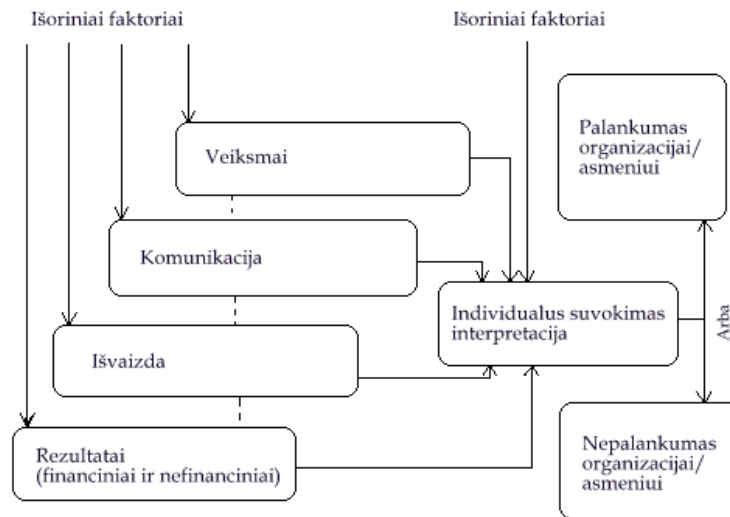 Išoriniai faktoriai
Išoriniai faktoriai
Veiksmai
Komunikacija
Išvaizda
Rezultatai
(financiniai ir nefinanciniai)
Individualus suvokimas
interpretacija
Palankumas
organizacijai/
asmeniui
Arba
Nepalankumas
organizacijai/
asmeniui